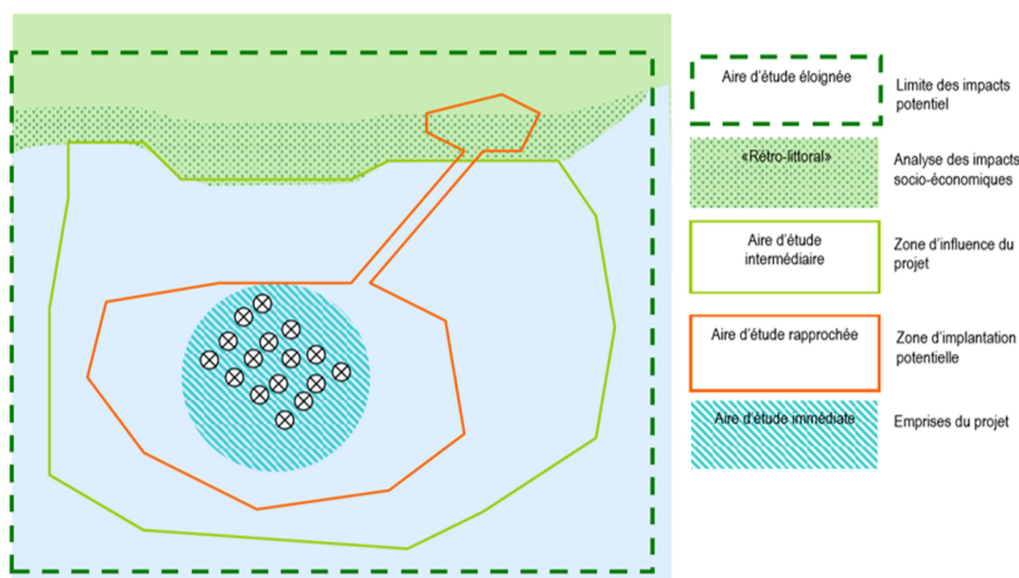 Aire d'étude éloignée
Limite des impacts
potentiel
«Rétro-littoral»
Analyse des impacts
socio-économiques
Aire d'étude
intermédiaire
Zone d'influence du
projet
Aire d'étude rapprochée
Zone d'implantation
potentielle
Aire d'étude immédiate
Emprises du projet